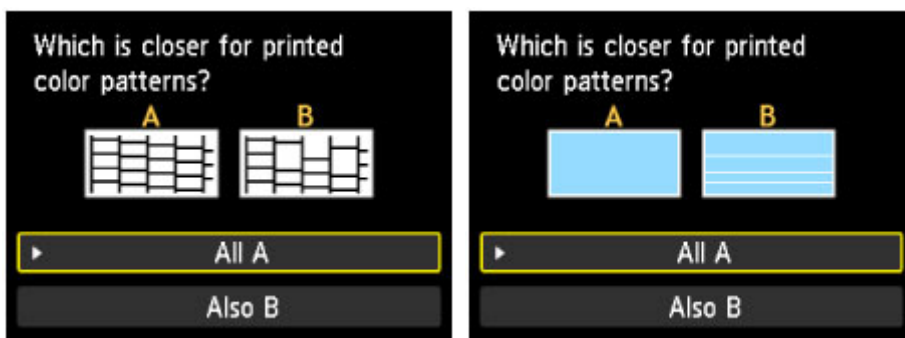 Which is closer for printed
color patterns?
A B
All A
Also B
Which is closer for printed
color patterns?
A B
All A
Also B